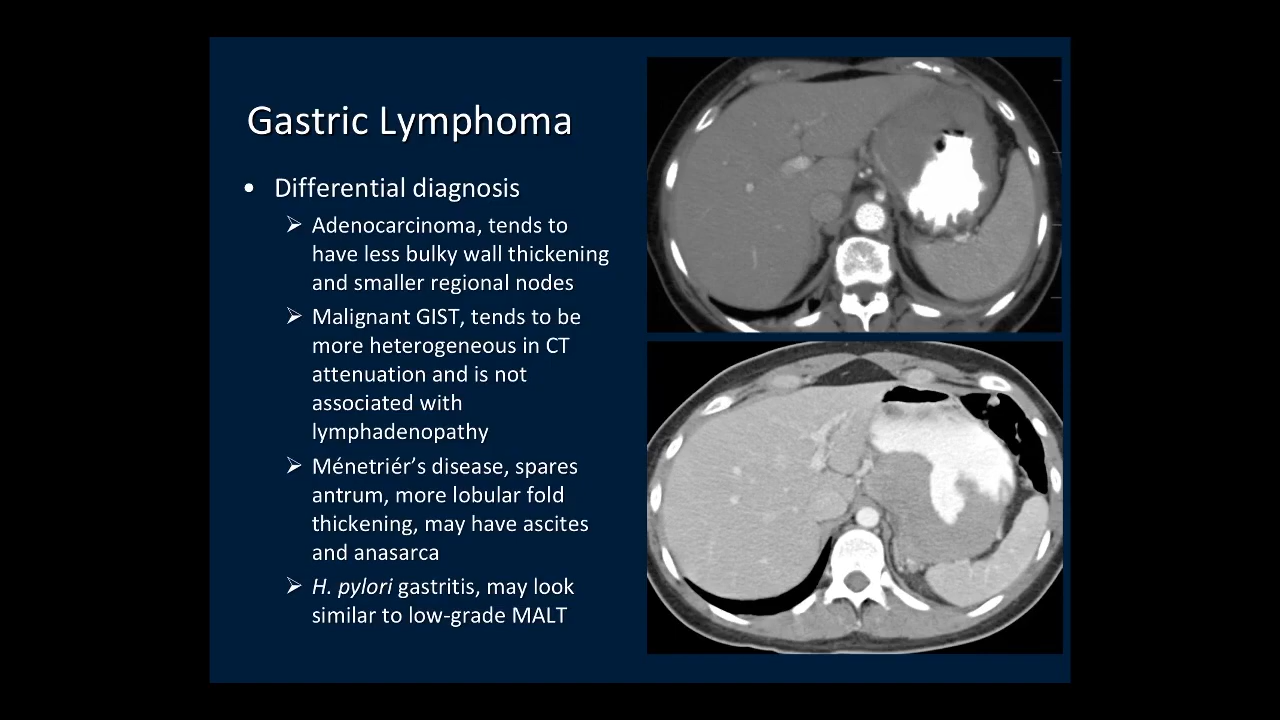 Gastric Lymphoma
• Differential diagnosis
➢ Adenocarcinoma, tends to
have less bulky wall thickening
and smaller regional nodes
➢ Malignant GIST, tends to be
more heterogeneous in CT
attenuation and is not
associated with
lymphadenopathy
➢ Ménetriér’s disease, spares
antrum, more lobular fold
thickening, may have ascites
and anasarca
➢ H. pylori gastritis, may look
similar to low-grade MALT